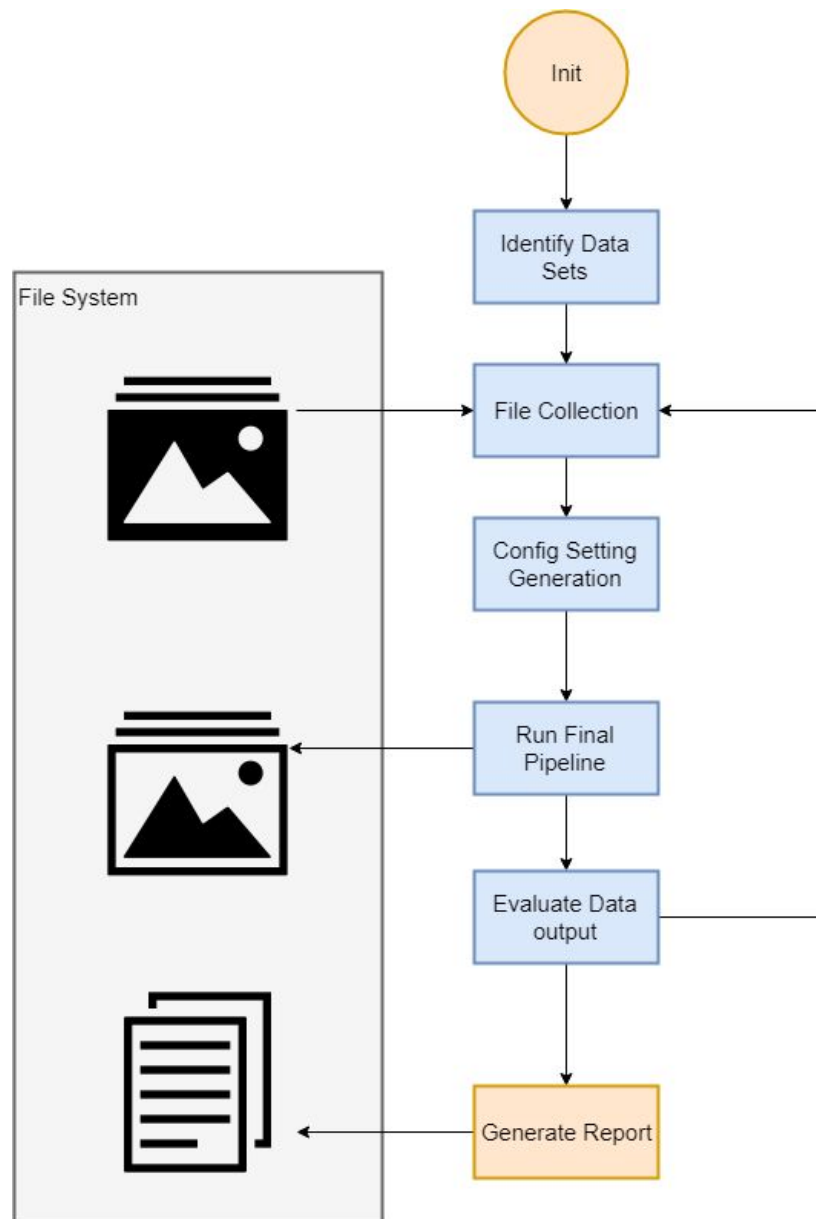 Init
Identify Data
Sets
File System
File Collection
Config Setting
Generation
Run Final
Pipeline
Evaluate Data
output
Generate Report